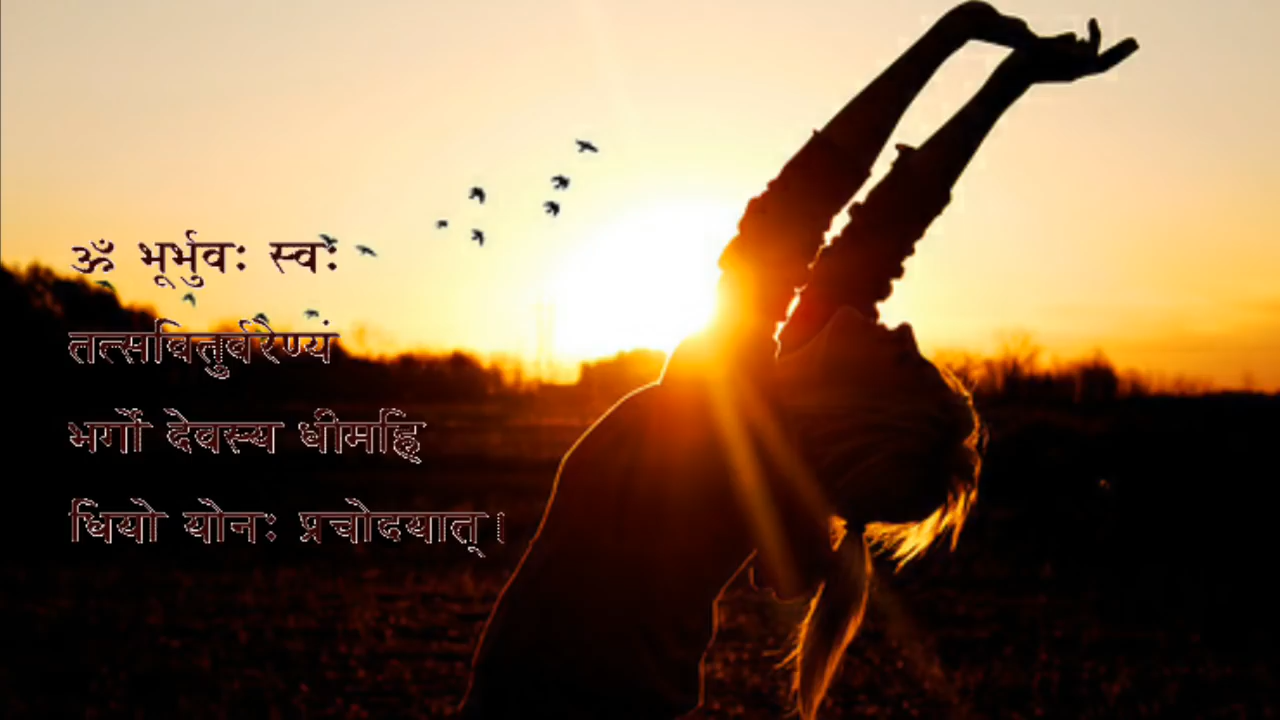 ॐ भूर्भुवः स्वः
तत्सवितुर्वरेण्यं
भर्गो देवस्य धीमहि
धियो योनः प्रचोदयात्।